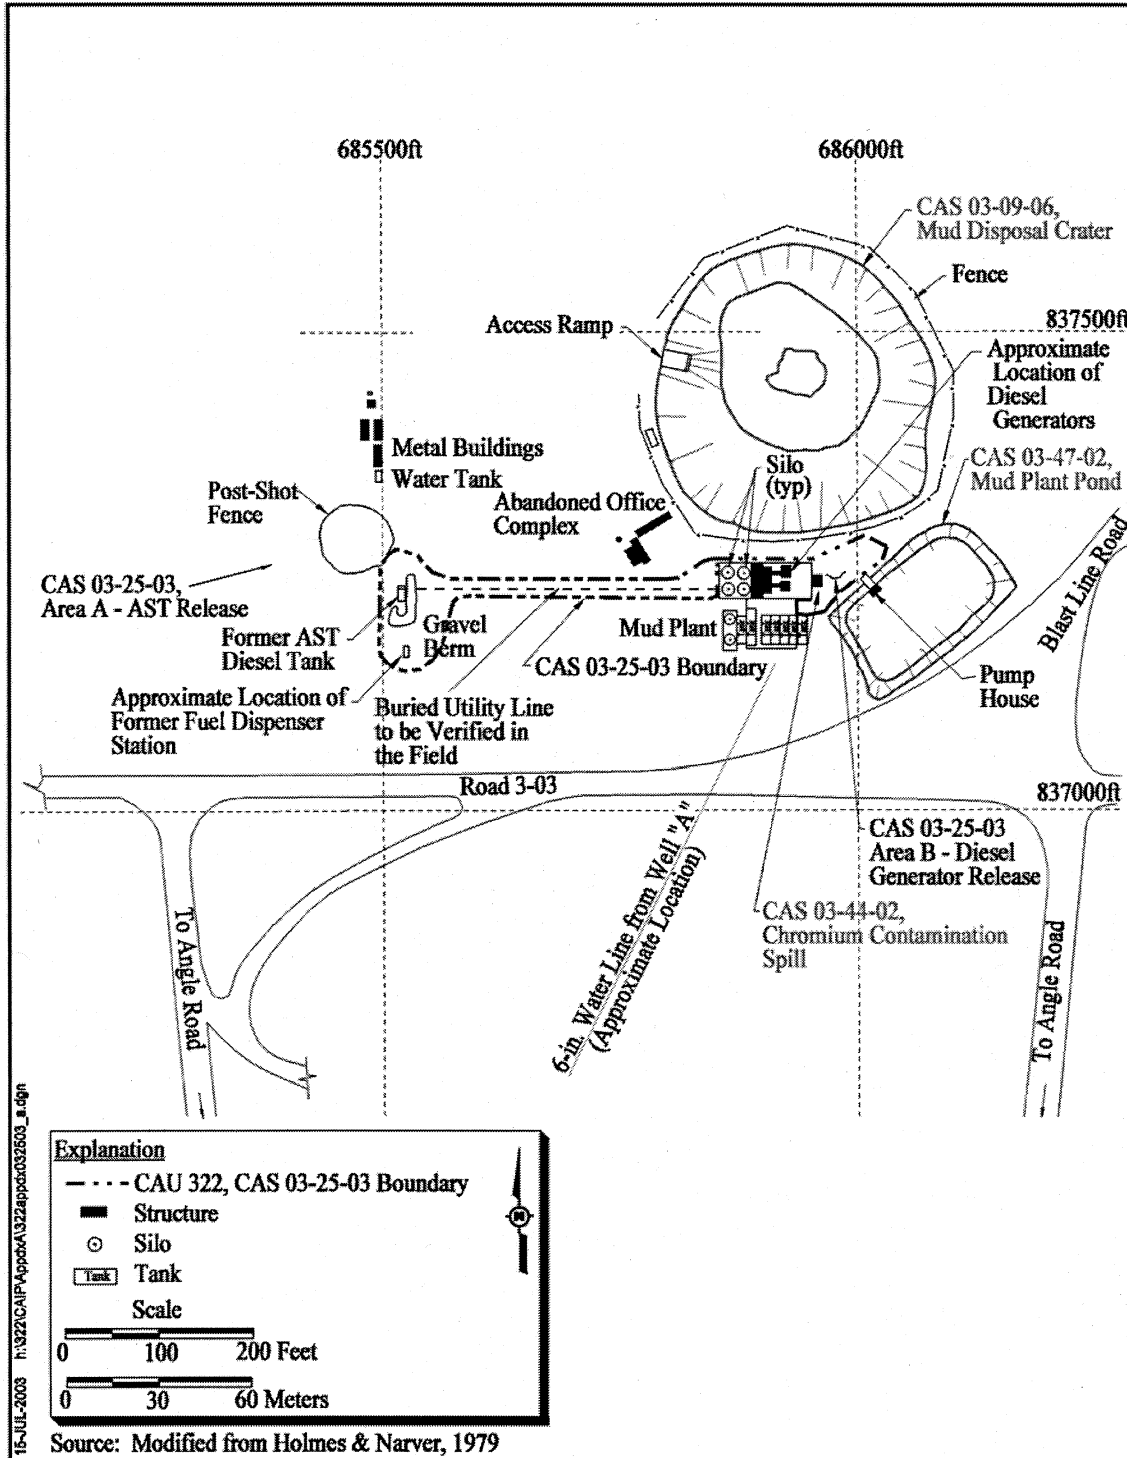 685500ft
686000ft
CAS 03-09-06,
Mud Disposal Crater
Fence
837500ft
Access Ramp
Approximate
Location of
Diesel
Generators
Metal Buildings
Water Tank
Silo
(typ)
CAS 03-47-02,
Mud Plant Pond
Post-Shot
Fence
Abandoned Office
Complex
CAS 03-25-03,
Area A - AST Release
Former AST
Diesel Tank
Gravel
Berm
Mud Plant
CAS 03-25-03 Boundary
Blast Line Road
Pump
House
Approximate Location of
Former Fuel Dispenser
Station
Buried Utility Line
to be Verified in
the Field
Road 3-03
837000ft
CAS 03-25-03
Area B - Diesel
Generator Release
CAS 03-44-02,
Chromium Contamination
Spill
6-in. Water Line from Well "A"
(Approximate Location)
To Angle Road
To Angle Road
Explanation
CAU 322, CAS 03-25-03 Boundary
Structure
Silo
Tank Tank
N
Scale
0 100 200 Feet
0 30 60 Meters
Source: Modified from Holmes & Narver, 1979
15-JUL-2003 h:\322\CAIP\AppdxA\322appdx032503_a.dgn